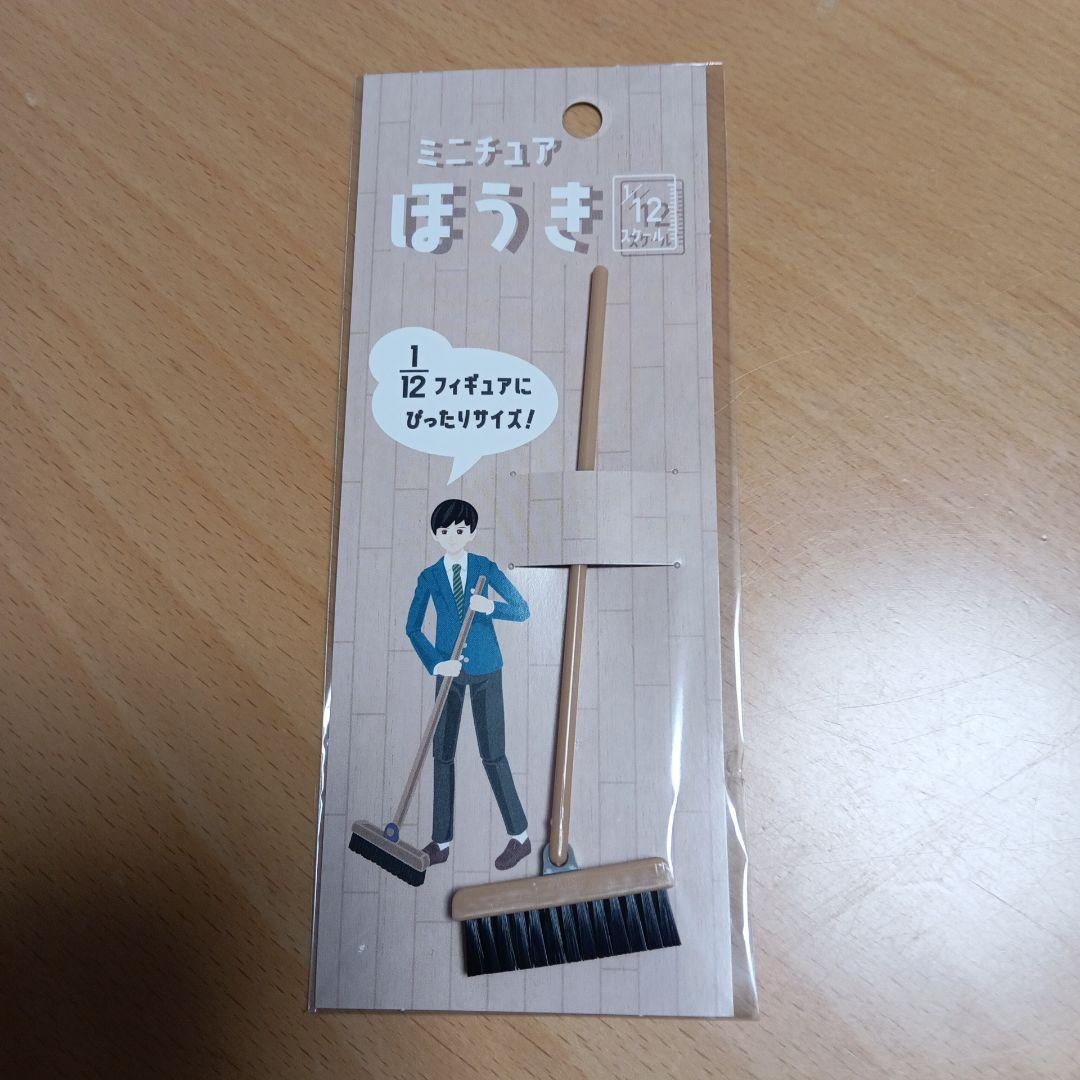 ミニチュア
ほうき
1/12
スケール
1/12 フィギュアに
ぴったりサイズ!